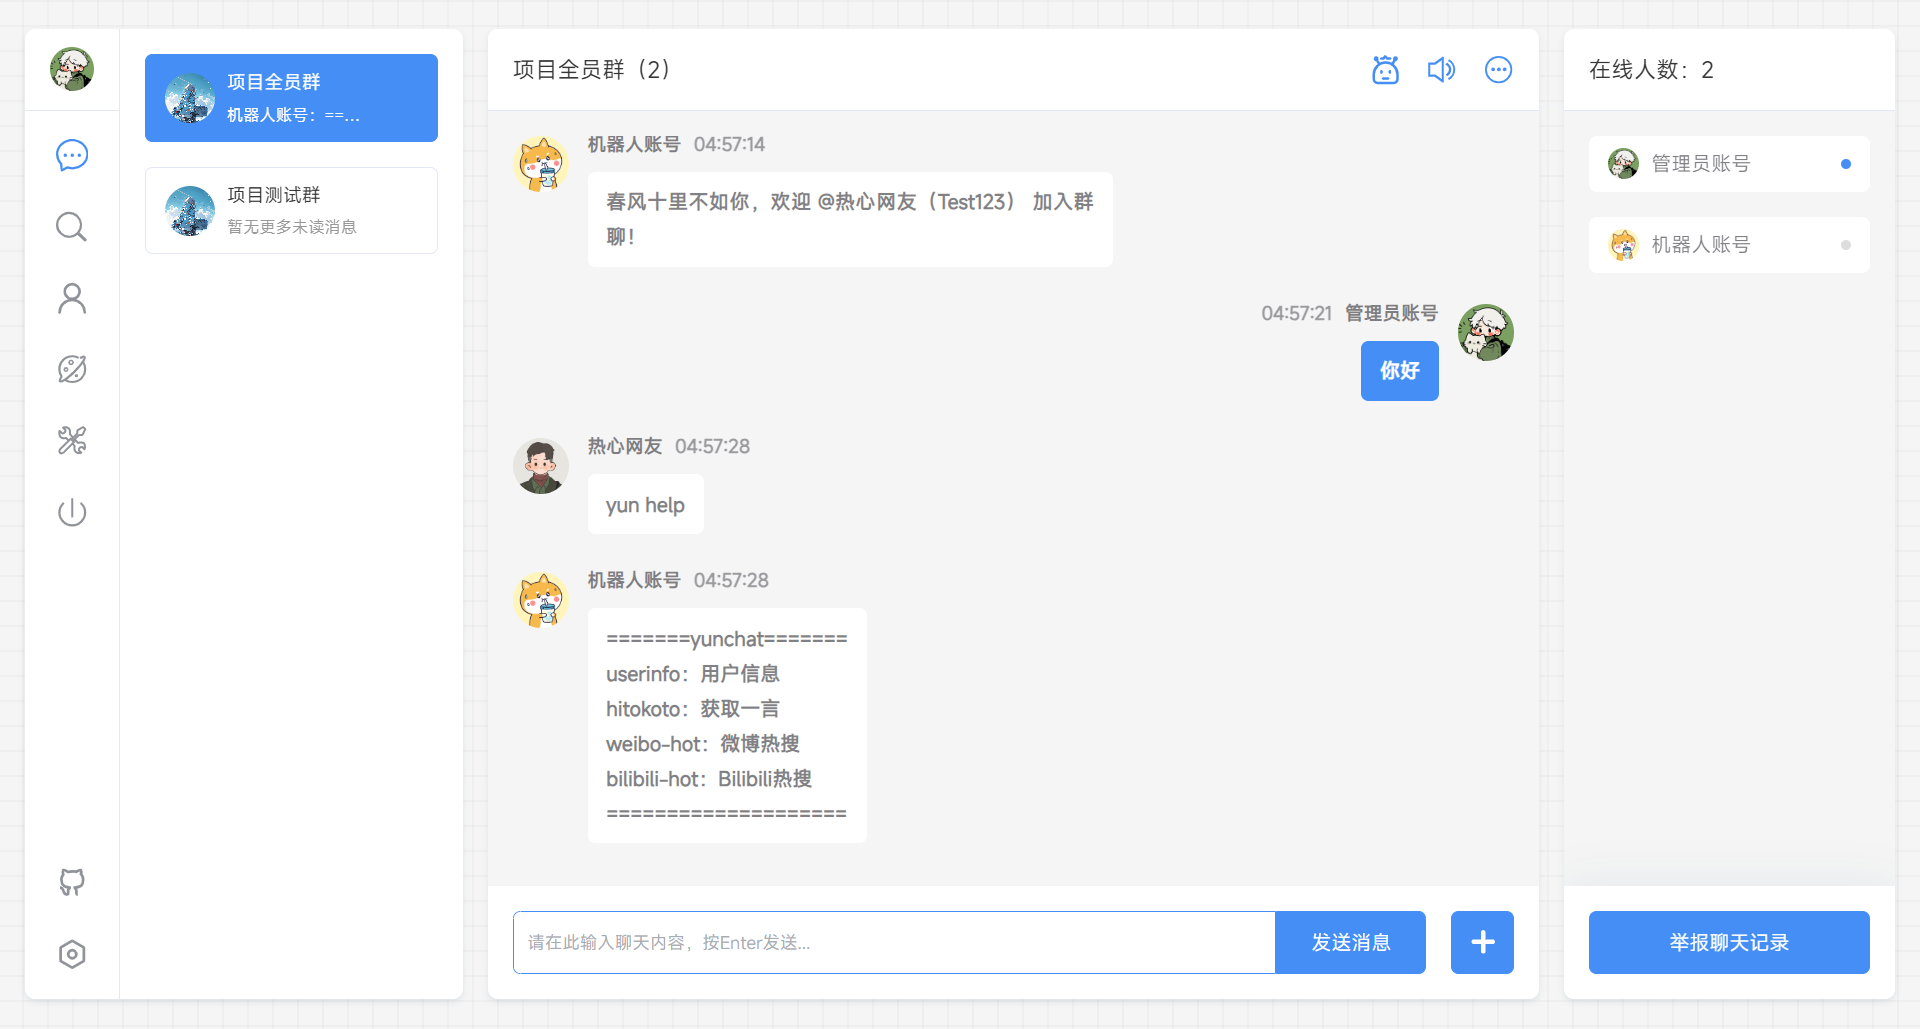 项目全员群
机器人账号：==...
项目测试群
暂无更多未读消息
项目全员群（2）
机器人账号 04:57:14
春风十里不如你，欢迎 @热心网友（Test123） 加入群
聊！
04:57:21 管理员账号
你好
热心网友 04:57:28
yun help
机器人账号 04:57:28
=======yunchat=======
userinfo：用户信息
hitokoto：获取一言
weibo-hot：微博热搜
bilibili-hot：Bilibili热搜
====================
请在此输入聊天内容，按Enter发送...
发送消息
在线人数：2
管理员账号
机器人账号
举报聊天记录